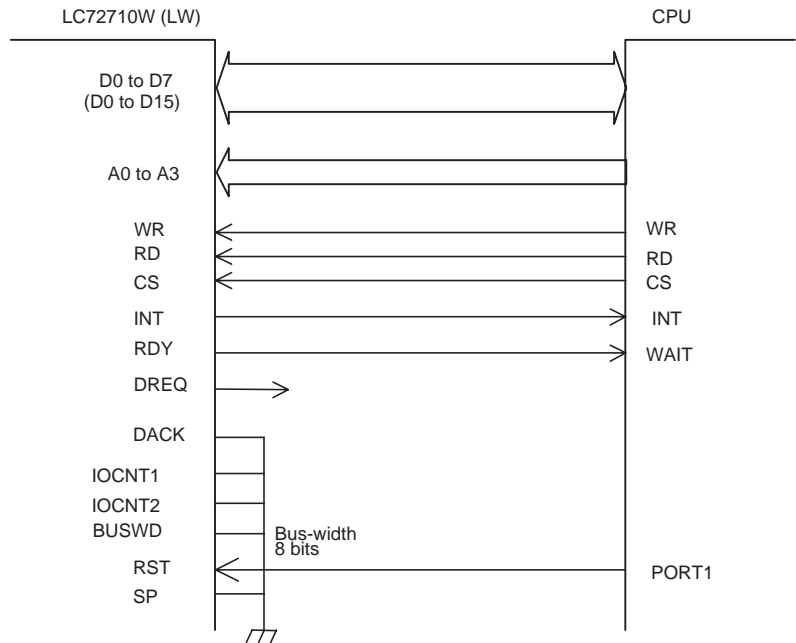 LC72710W (LW)
CPU
D0 to D7
(D0 to D15)
A0 to A3
WR
WR
RD
RD
CS
CS
INT
INT
RDY
WAIT
DREQ
DACK
IOCNT1
IOCNT2
BUSWD
Bus-width
8 bits
RST
PORT1
SP